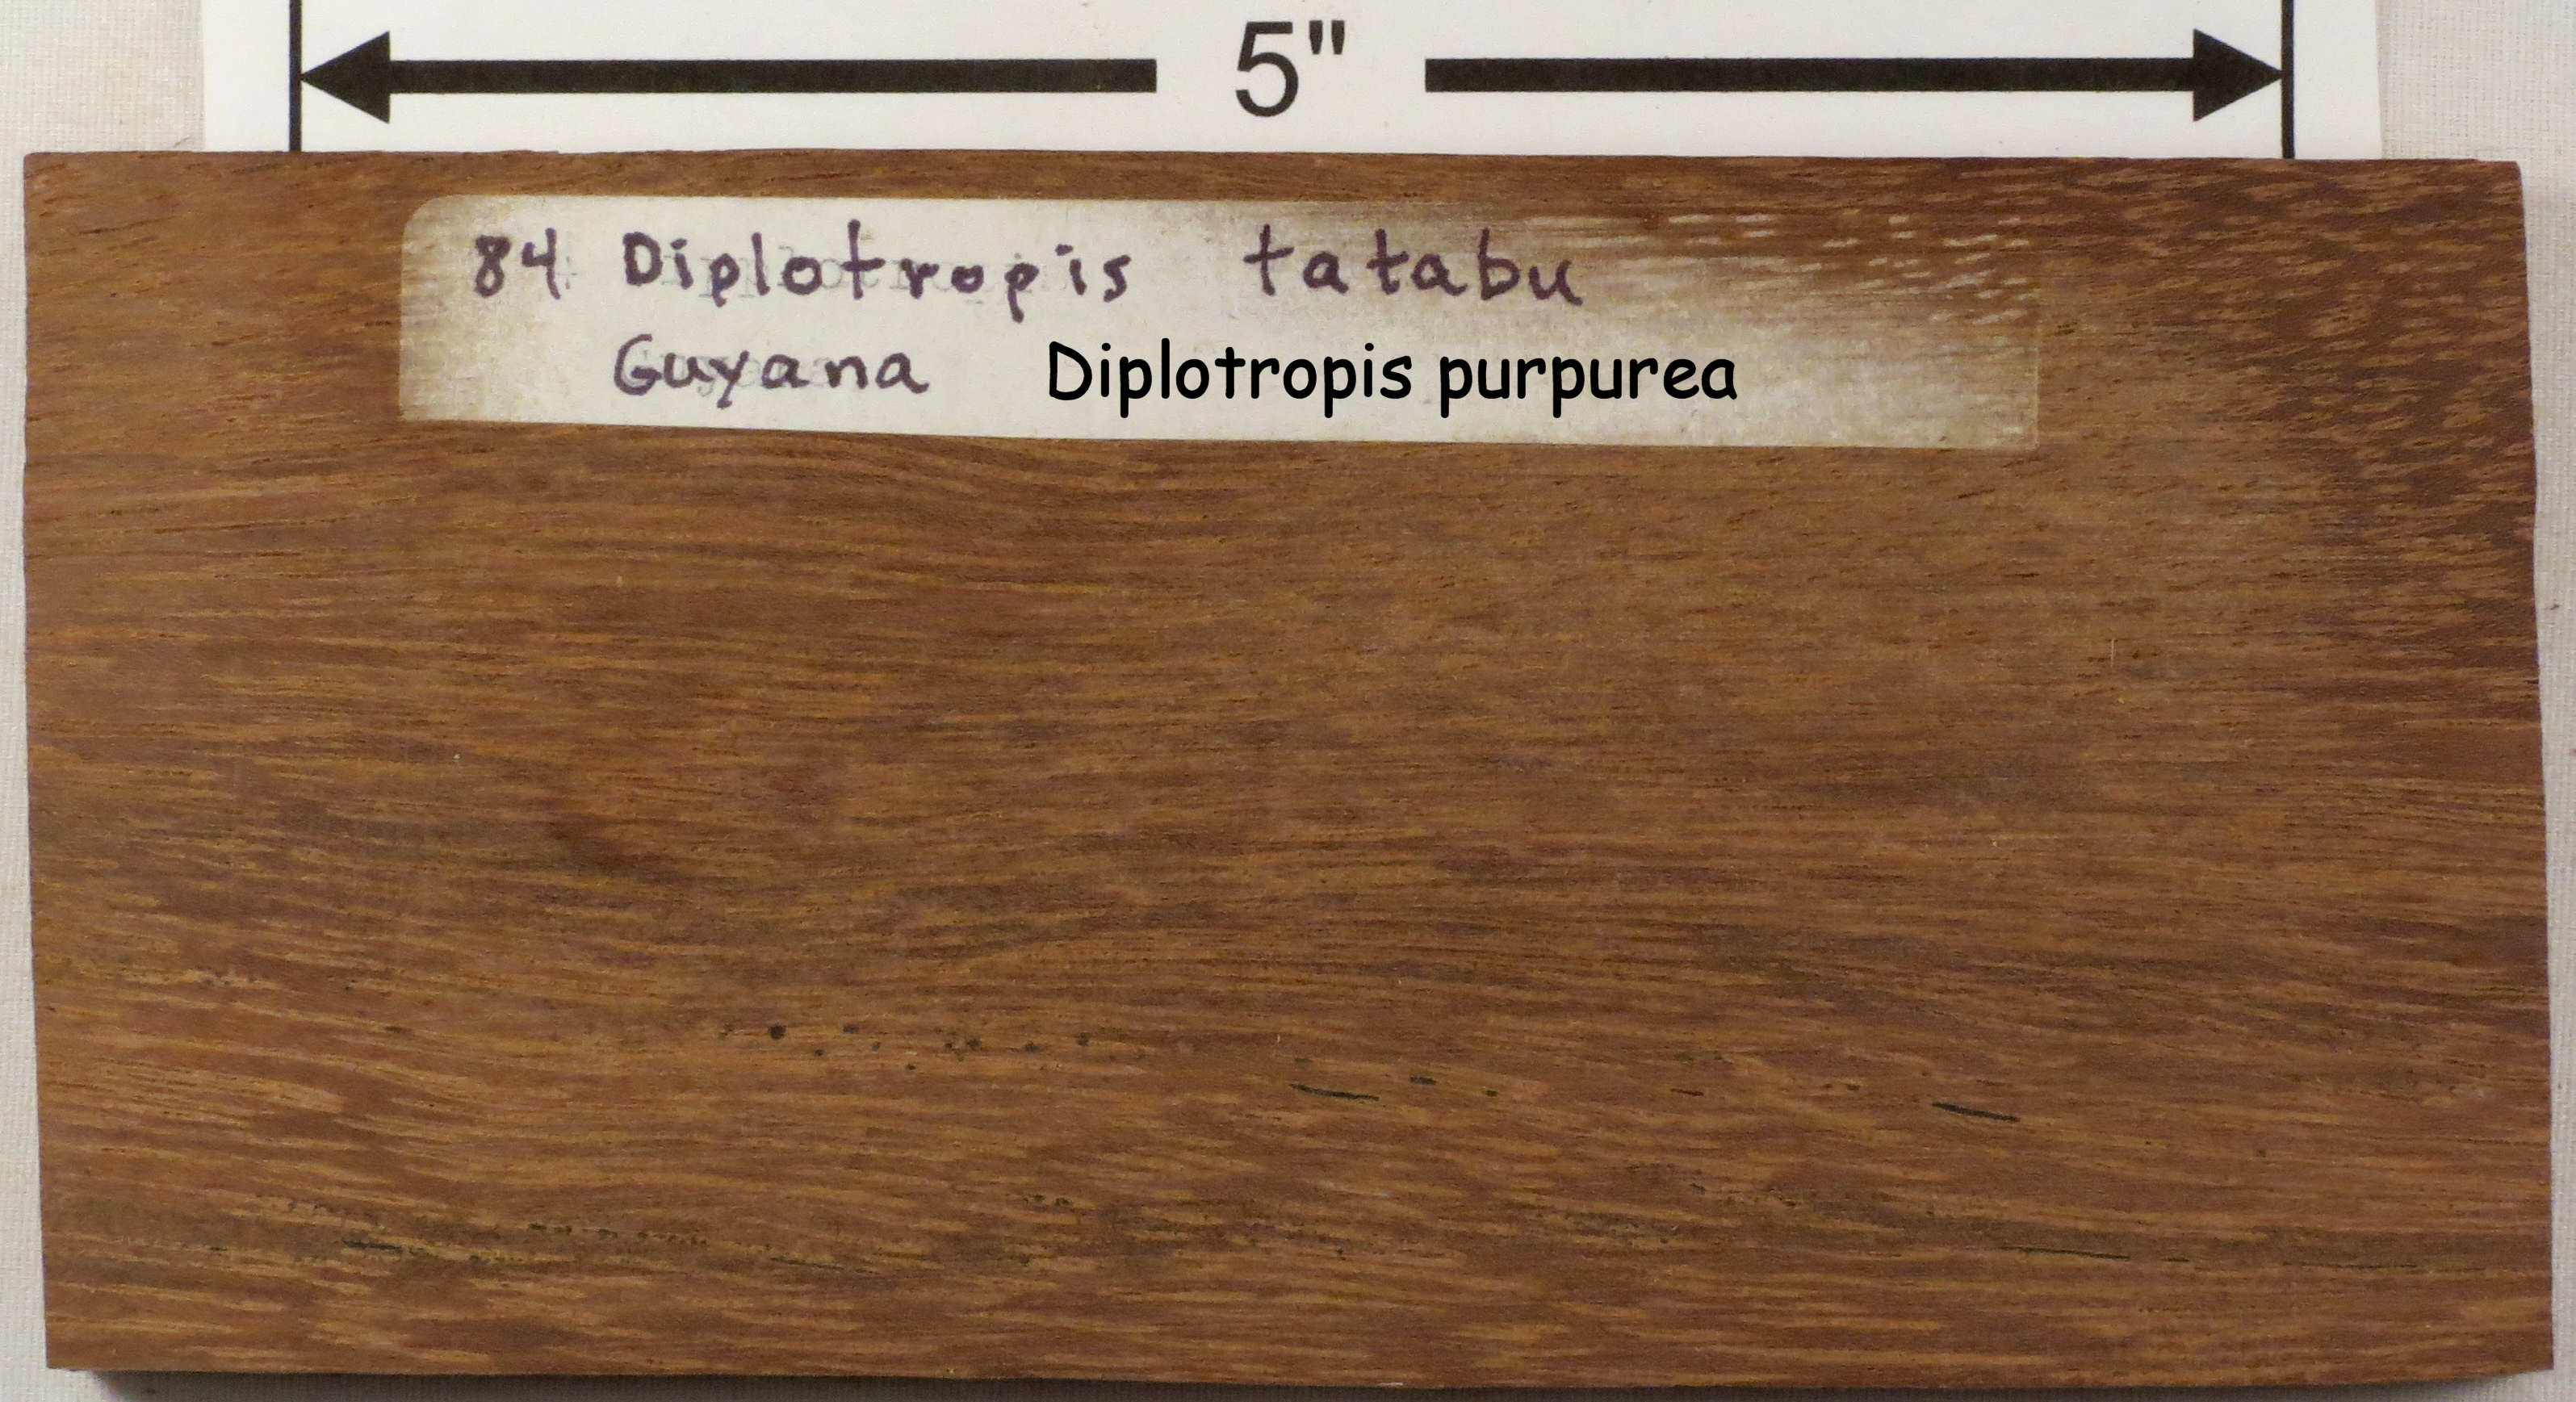 5"
84 Diplotropis tatabu
Guyana Diplotropis purpurea